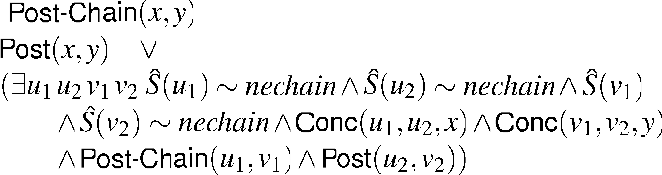 Post-Chain(x, y)
Post(x, y) ∨
(∃u₁ u₂ v₁ v₂ Ŝ(u₁) ∼ nechain ∧ Ŝ(u₂) ∼ nechain ∧ Ŝ(v₁)
∧ Ŝ(v₂) ∼ nechain ∧ Conc(u₁, u₂, x) ∧ Conc(v₁, v₂, y)
∧ Post-Chain(u₁, v₁) ∧ Post(u₂, v₂))